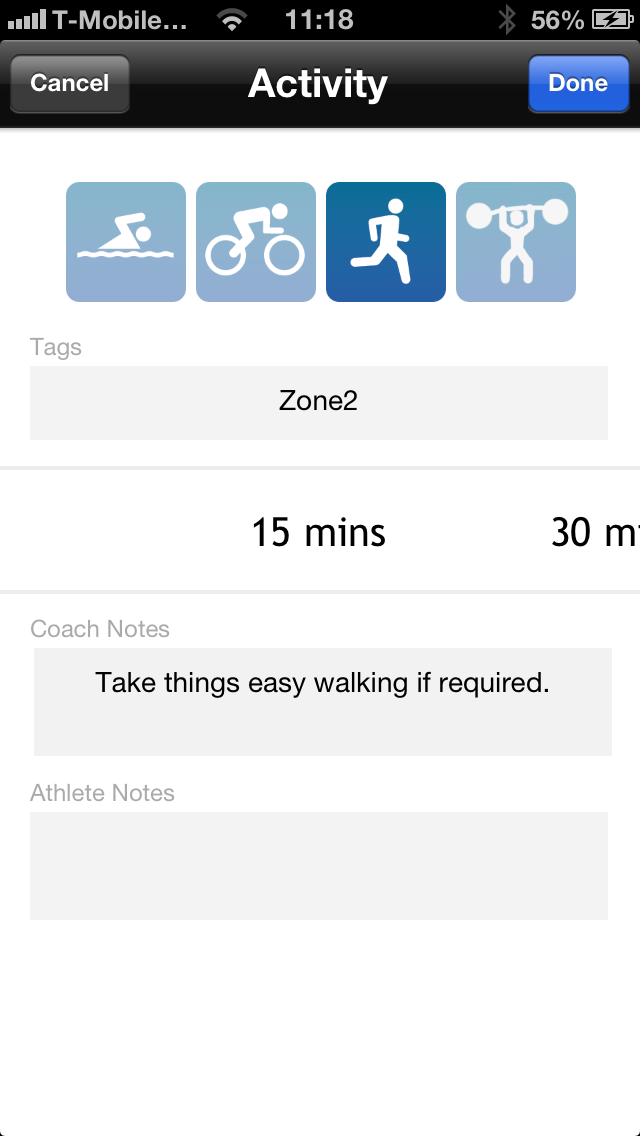 T-Mobile... 11:18 56%
Cancel Activity Done
Tags
Zone2
15 mins 30 m
Coach Notes
Take things easy walking if required.
Athlete Notes